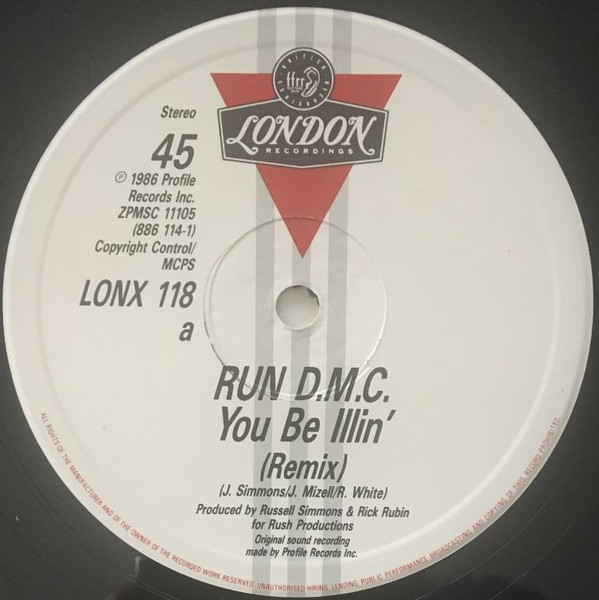 BRITISH RECORDINGS
ffrr
LONDON
RECORDINGS
Stereo
45
℗ 1986 Profile
Records Inc.
ZPMSC 11105
(886 114-1)
Copyright Control/
MCPS
LONX 118
a
RUN D.M.C.
You Be Illin'
(Remix)
(J. Simmons/J. Mizell/R. White)
Produced by Russell Simmons & Rick Rubin
for Rush Productions
Original sound recording
made by Profile Records Inc.
ALL RIGHTS OF THE MANUFACTURER AND OF THE OWNER OF THE RECORDED WORK RESERVED. UNAUTHORISED HIRING, LENDING, PUBLIC PERFORMANCE, BROADCASTING AND COPYING OF THIS RECORD PROHIBITED.